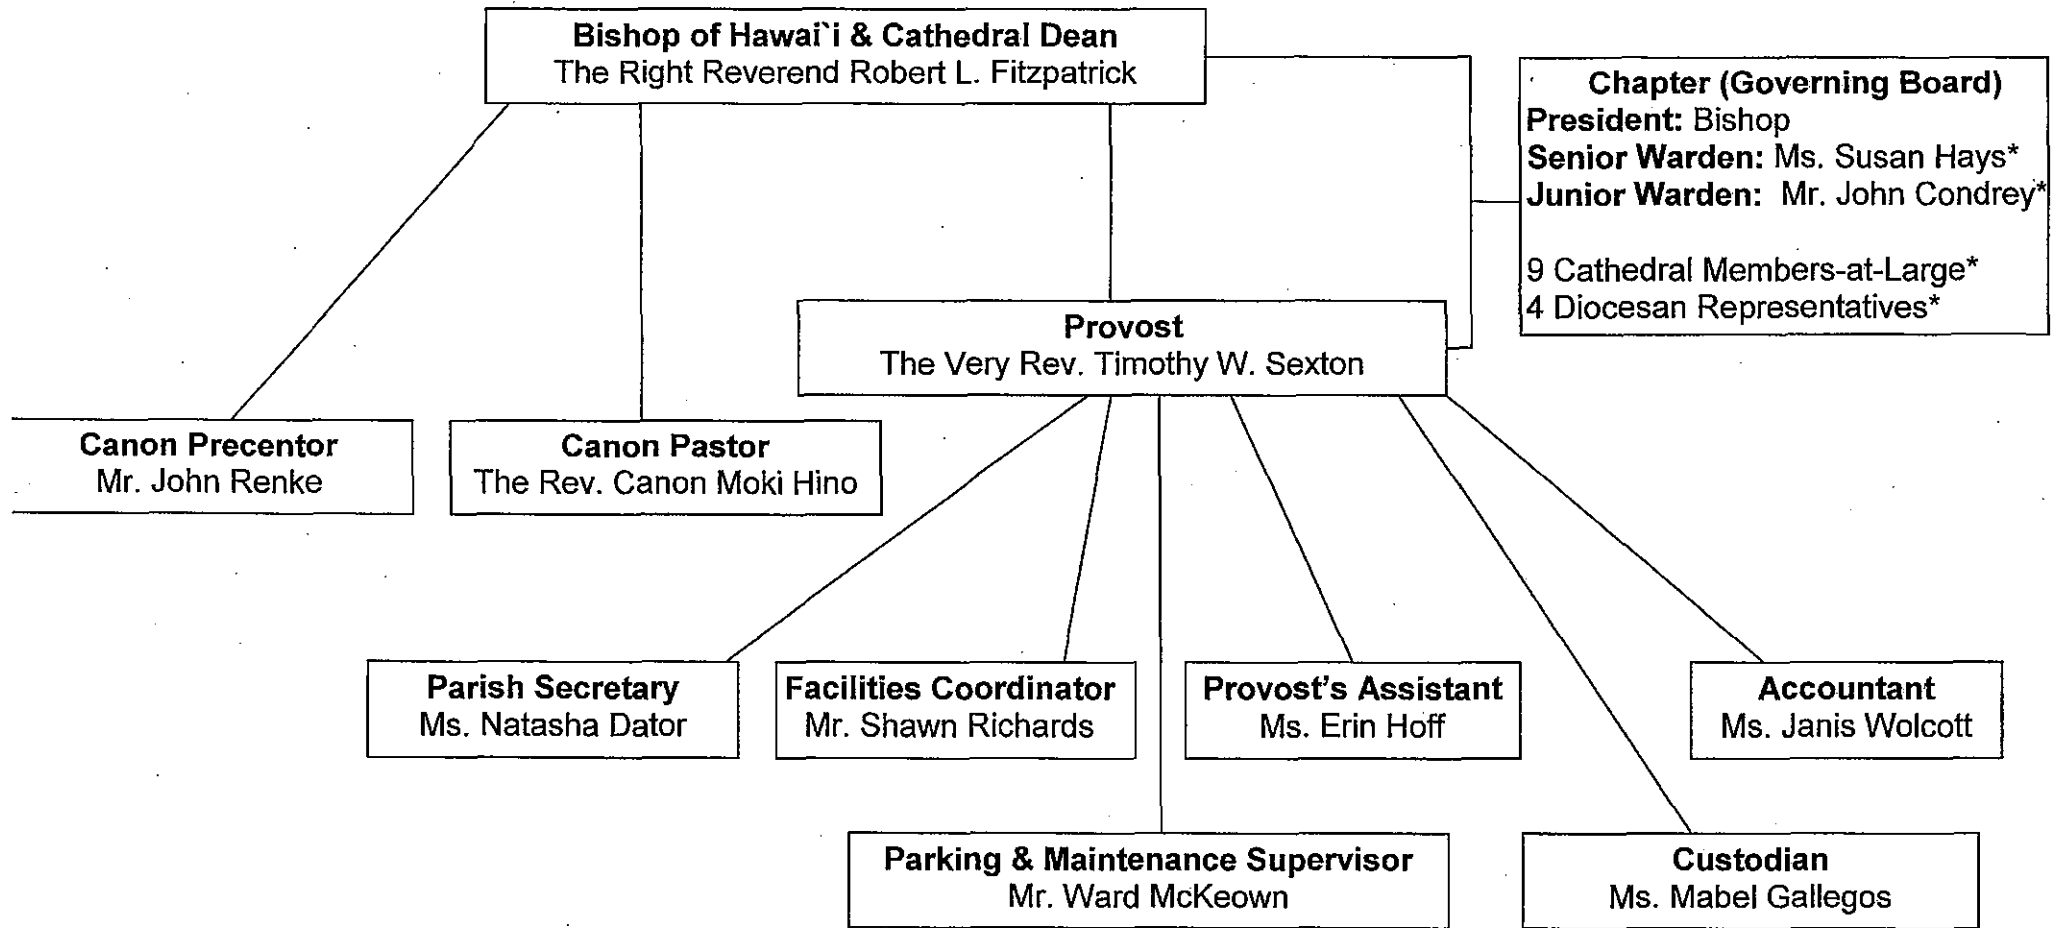 Bishop of Hawai`i & Cathedral Dean
The Right Reverend Robert L. Fitzpatrick
Chapter (Governing Board)
President: Bishop
Senior Warden: Ms. Susan Hays*
Junior Warden: Mr. John Condrey*
9 Cathedral Members-at-Large*
4 Diocesan Representatives*
Provost
The Very Rev. Timothy W. Sexton
Canon Precentor
Mr. John Renke
Canon Pastor
The Rev. Canon Moki Hino
Parish Secretary
Ms. Natasha Dator
Facilities Coordinator
Mr. Shawn Richards
Provost's Assistant
Ms. Erin Hoff
Accountant
Ms. Janis Wolcott
Parking & Maintenance Supervisor
Mr. Ward McKeown
Custodian
Ms. Mabel Gallegos